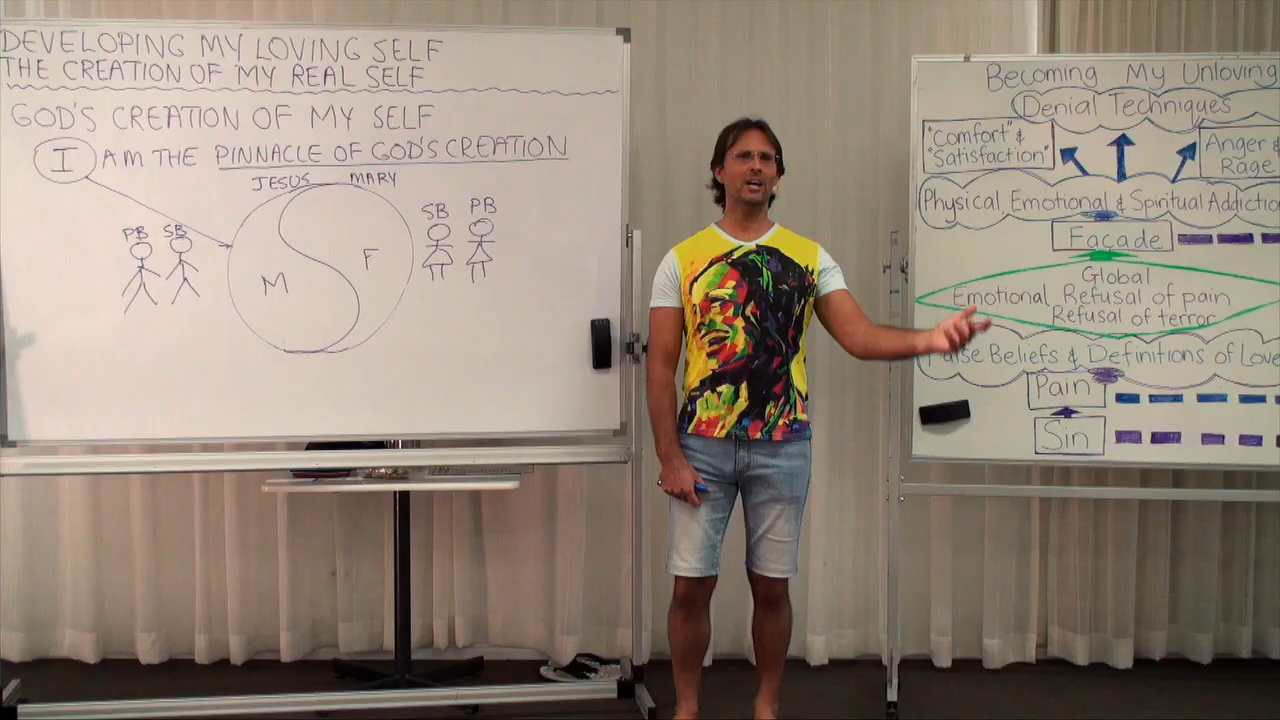 DEVELOPING MY LOVING SELF
THE CREATION OF MY REAL SELF
GOD'S CREATION OF MY SELF
I AM THE PINNACLE OF GOD'S CREATION
JESUS MARY
PB SB
M F
SB PB
Becoming My Unloving
Denial Techniques
"Comfort" &
"Satisfaction"
Anger &
Rage
Physical Emotional & Spiritual Addiction
Façade
Global
Emotional Refusal of pain
Refusal of terror
False Beliefs & Definitions of Love
Pain
Sin